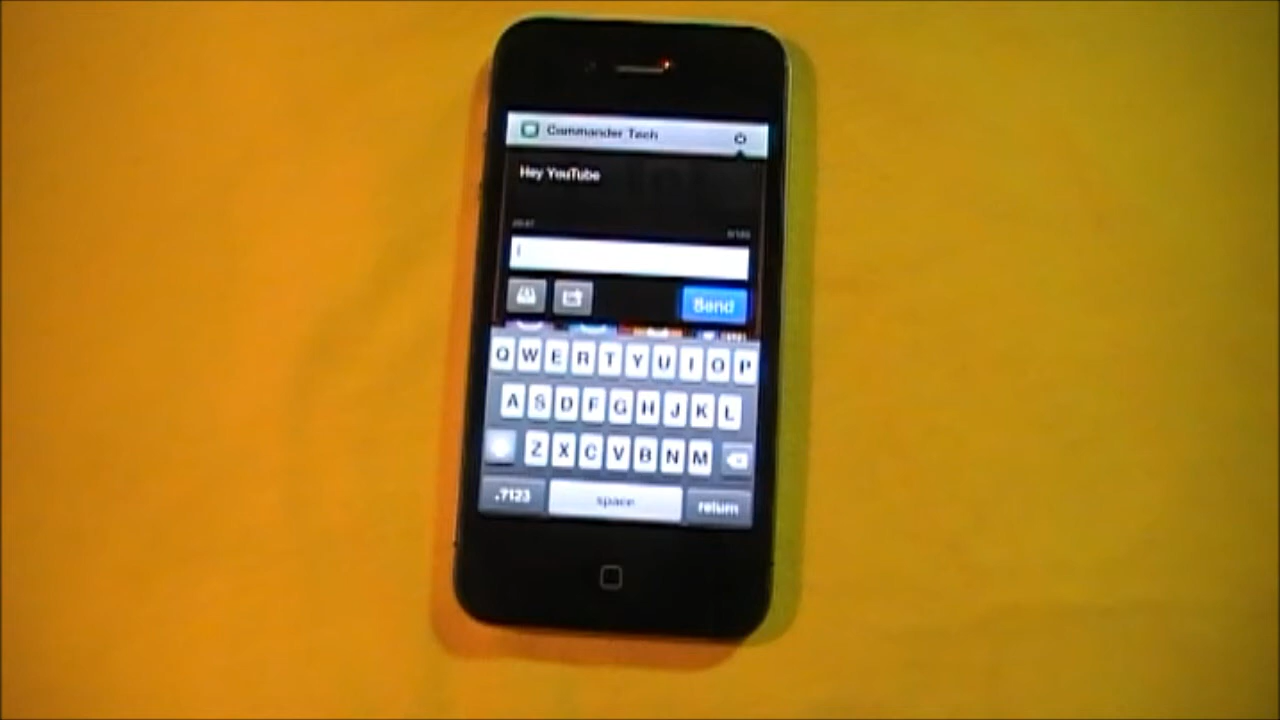 Commander Tech
Hey YouTube
Send
Q W E R T Y U I O P
A S D F G H J K L
Z X C V B N M
.?123 space return